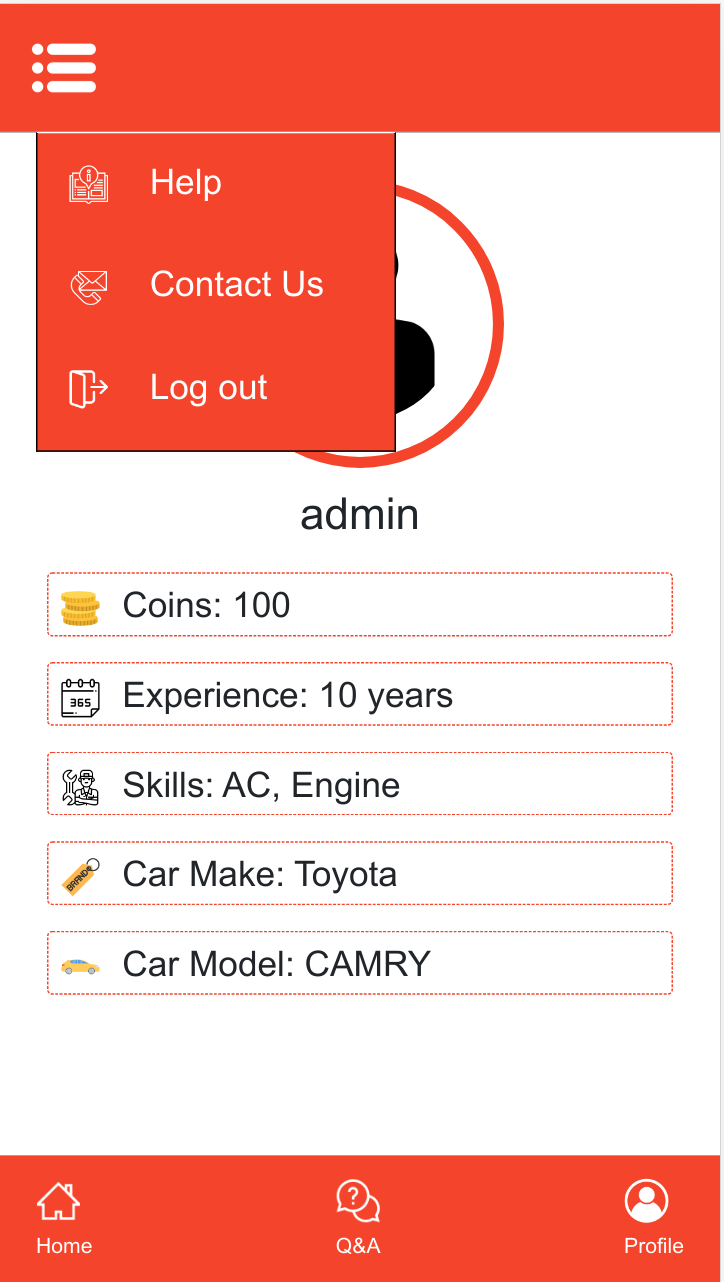 Help
Contact Us
Log out
admin
Coins: 100
365
Experience: 10 years
Skills: AC, Engine
BRAND
Car Make: Toyota
Car Model: CAMRY
Home
Q&A
Profile